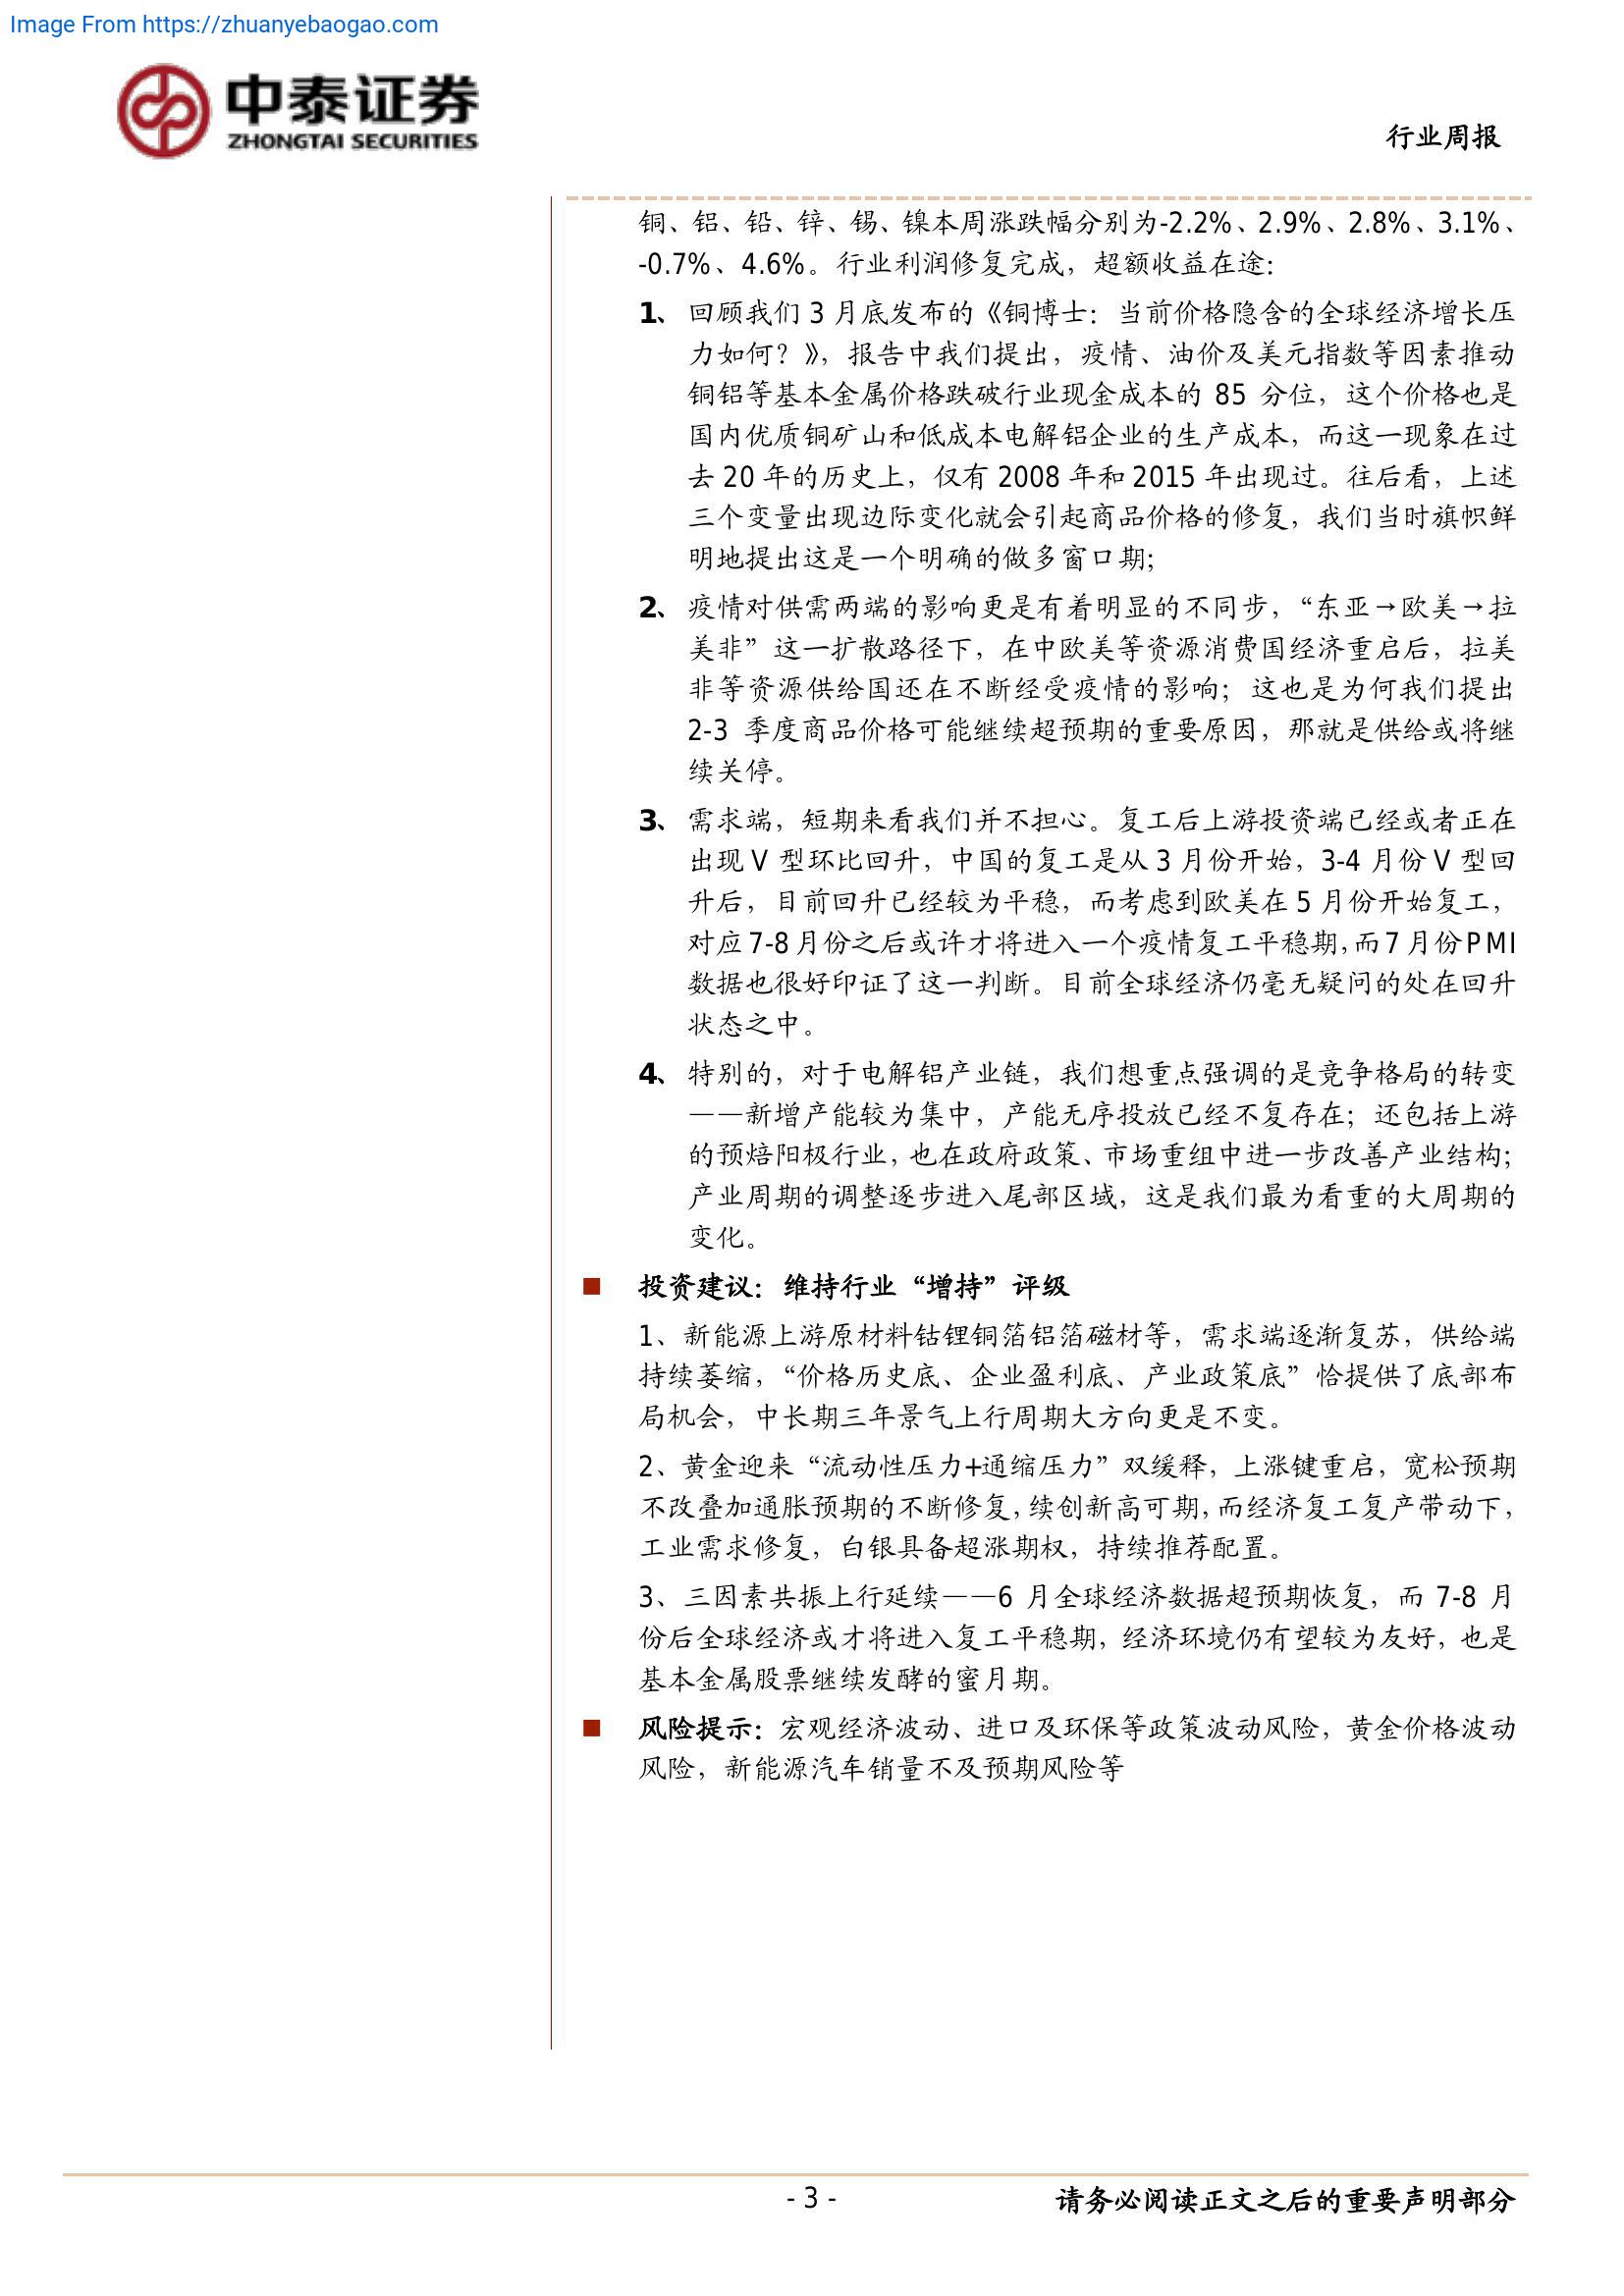 Image From https://zhuanyebaogao.com
中泰证券
ZHONGTAI SECURITIES
行业周报
铜、铝、铅、锌、锡、镍本周涨跌幅分别为-2.2%、2.9%、2.8%、3.1%、
-0.7%、4.6%。行业利润修复完成，超额收益在途：
1、 回顾我们 3 月底发布的《铜博士：当前价格隐含的全球经济增长压
力如何？》，报告中我们提出，疫情、油价及美元指数等因素推动
铜铝等基本金属价格跌破行业现金成本的 85 分位，这个价格也是
国内优质铜矿山和低成本电解铝企业的生产成本，而这一现象在过
去 20 年的历史上，仅有 2008 年和 2015 年出现过。往后看，上述
三个变量出现边际变化就会引起商品价格的修复，我们当时旗帜鲜
明地提出这是一个明确的做多窗口期；
2、 疫情对供需两端的影响更是有着明显的不同步，“东亚→欧美→拉
美非”这一扩散路径下，在中欧美等资源消费国经济重启后，拉美
非等资源供给国还在不断经受疫情的影响；这也是为何我们提出
2-3 季度商品价格可能继续超预期的重要原因，那就是供给或将继
续关停。
3、 需求端，短期来看我们并不担心。复工后上游投资端已经或者正在
出现 V 型环比回升，中国的复工是从 3 月份开始，3-4 月份 V 型回
升后，目前回升已经较为平稳，而考虑到欧美在 5 月份开始复工，
对应 7-8 月份之后或许才将进入一个疫情复工平稳期，而 7 月份 PMI
数据也很好印证了这一判断。目前全球经济仍毫无疑问的处在回升
状态之中。
4、 特别的，对于电解铝产业链，我们想重点强调的是竞争格局的转变
——新增产能较为集中，产能无序投放已经不复存在；还包括上游
的预焙阳极行业，也在政府政策、市场重组中进一步改善产业结构；
产业周期的调整逐步进入尾部区域，这是我们最为看重的大周期的
变化。
■ 投资建议：维持行业“增持”评级
1、新能源上游原材料钴锂铜箔铝箔磁材等，需求端逐渐复苏，供给端
持续萎缩，“价格历史底、企业盈利底、产业政策底”恰提供了底部布
局机会，中长期三年景气上行周期大方向更是不变。
2、黄金迎来“流动性压力+通缩压力”双缓释，上涨键重启，宽松预期
不改叠加通胀预期的不断修复，续创新高可期，而经济复工复产带动下，
工业需求修复，白银具备超涨期权，持续推荐配置。
3、三因素共振上行延续——6 月全球经济数据超预期恢复，而 7-8 月
份后全球经济或才将进入复工平稳期，经济环境仍有望较为友好，也是
基本金属股票继续发酵的蜜月期。
■ 风险提示：宏观经济波动、进口及环保等政策波动风险，黄金价格波动
风险，新能源汽车销量不及预期风险等
- 3 -
请务必阅读正文之后的重要声明部分